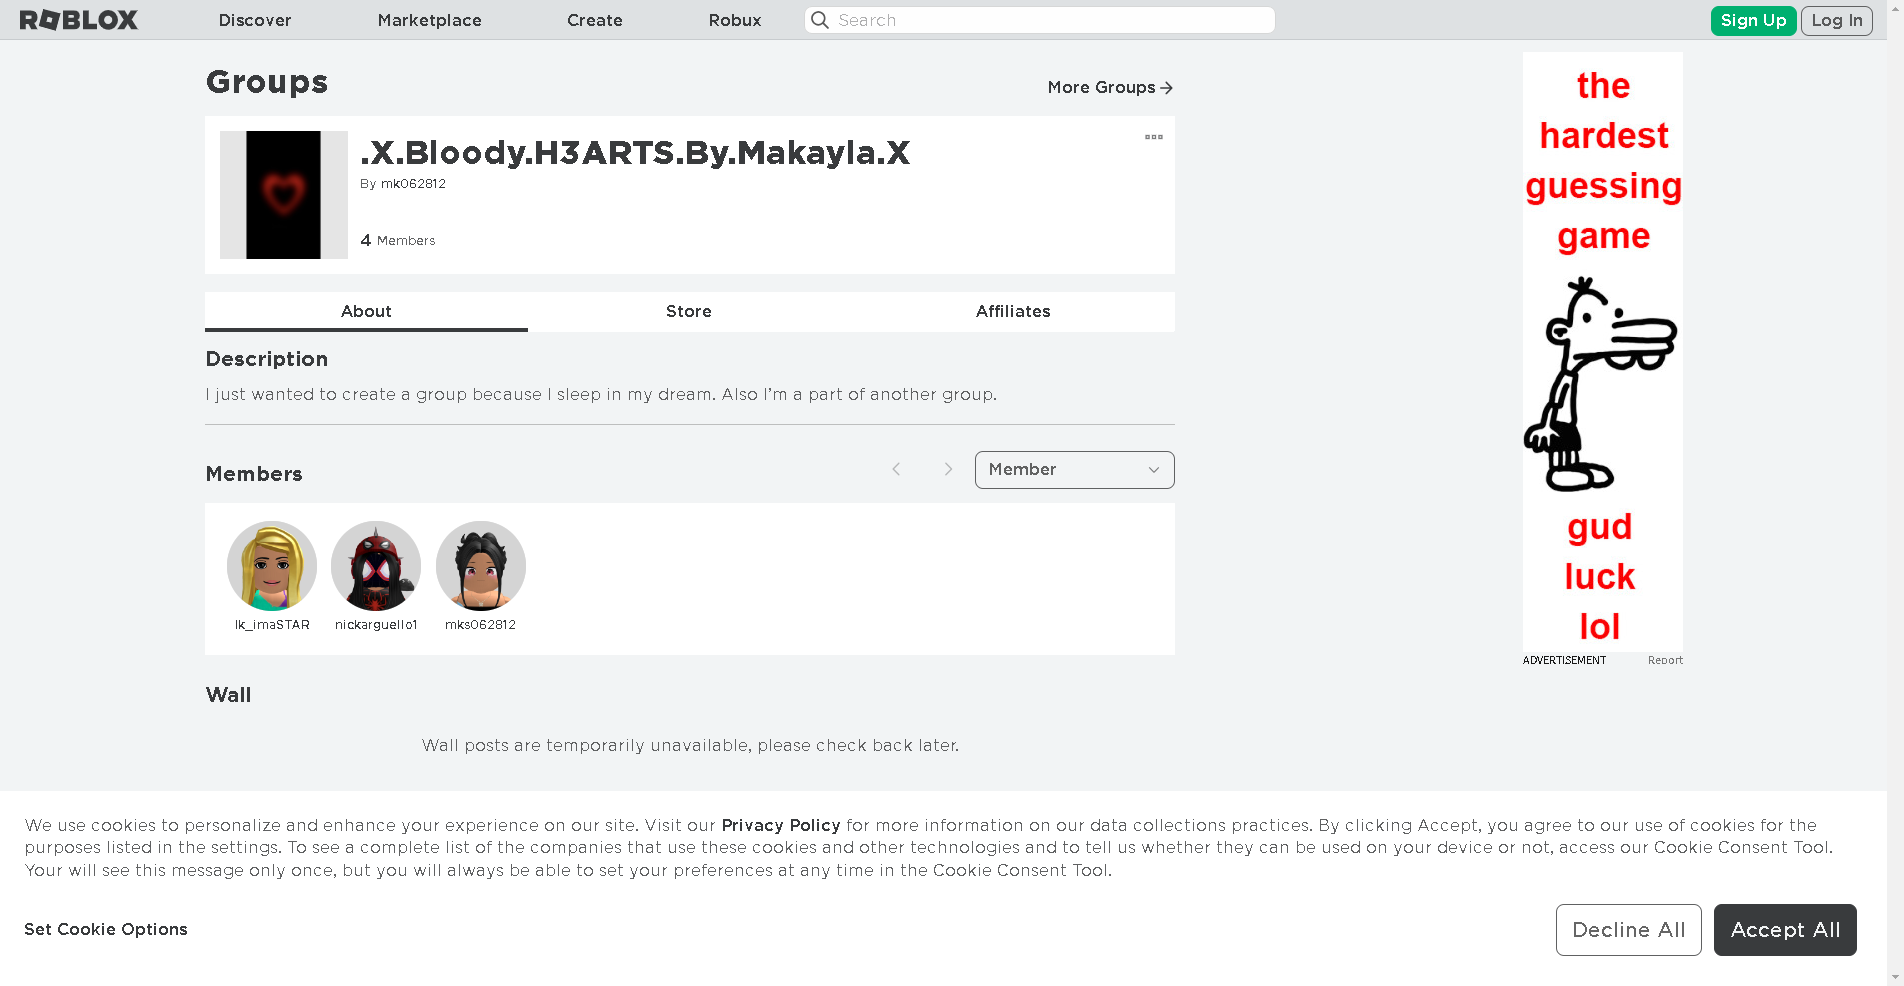 ROBLOX
Discover
Marketplace
Create
Robux
Search
Sign Up
Log In
Groups
More Groups
.X.Bloody.H3ARTS.By.Makayla.X
By mk062812
4 Members
About
Store
Affiliates
Description
I just wanted to create a group because I sleep in my dream. Also I'm a part of another group.
Members
Member
Ik_imaSTAR
nickarguello1
mks062812
Wall
Wall posts are temporarily unavailable, please check back later.
the
hardest
guessing
game
gud
luck
lol
ADVERTISEMENT
Report
We use cookies to personalize and enhance your experience on our site. Visit our Privacy Policy for more information on our data collections practices. By clicking Accept, you agree to our use of cookies for the
purposes listed in the settings. To see a complete list of the companies that use these cookies and other technologies and to tell us whether they can be used on your device or not, access our Cookie Consent Tool.
Your will see this message only once, but you will always be able to set your preferences at any time in the Cookie Consent Tool.
Set Cookie Options
Decline All
Accept All